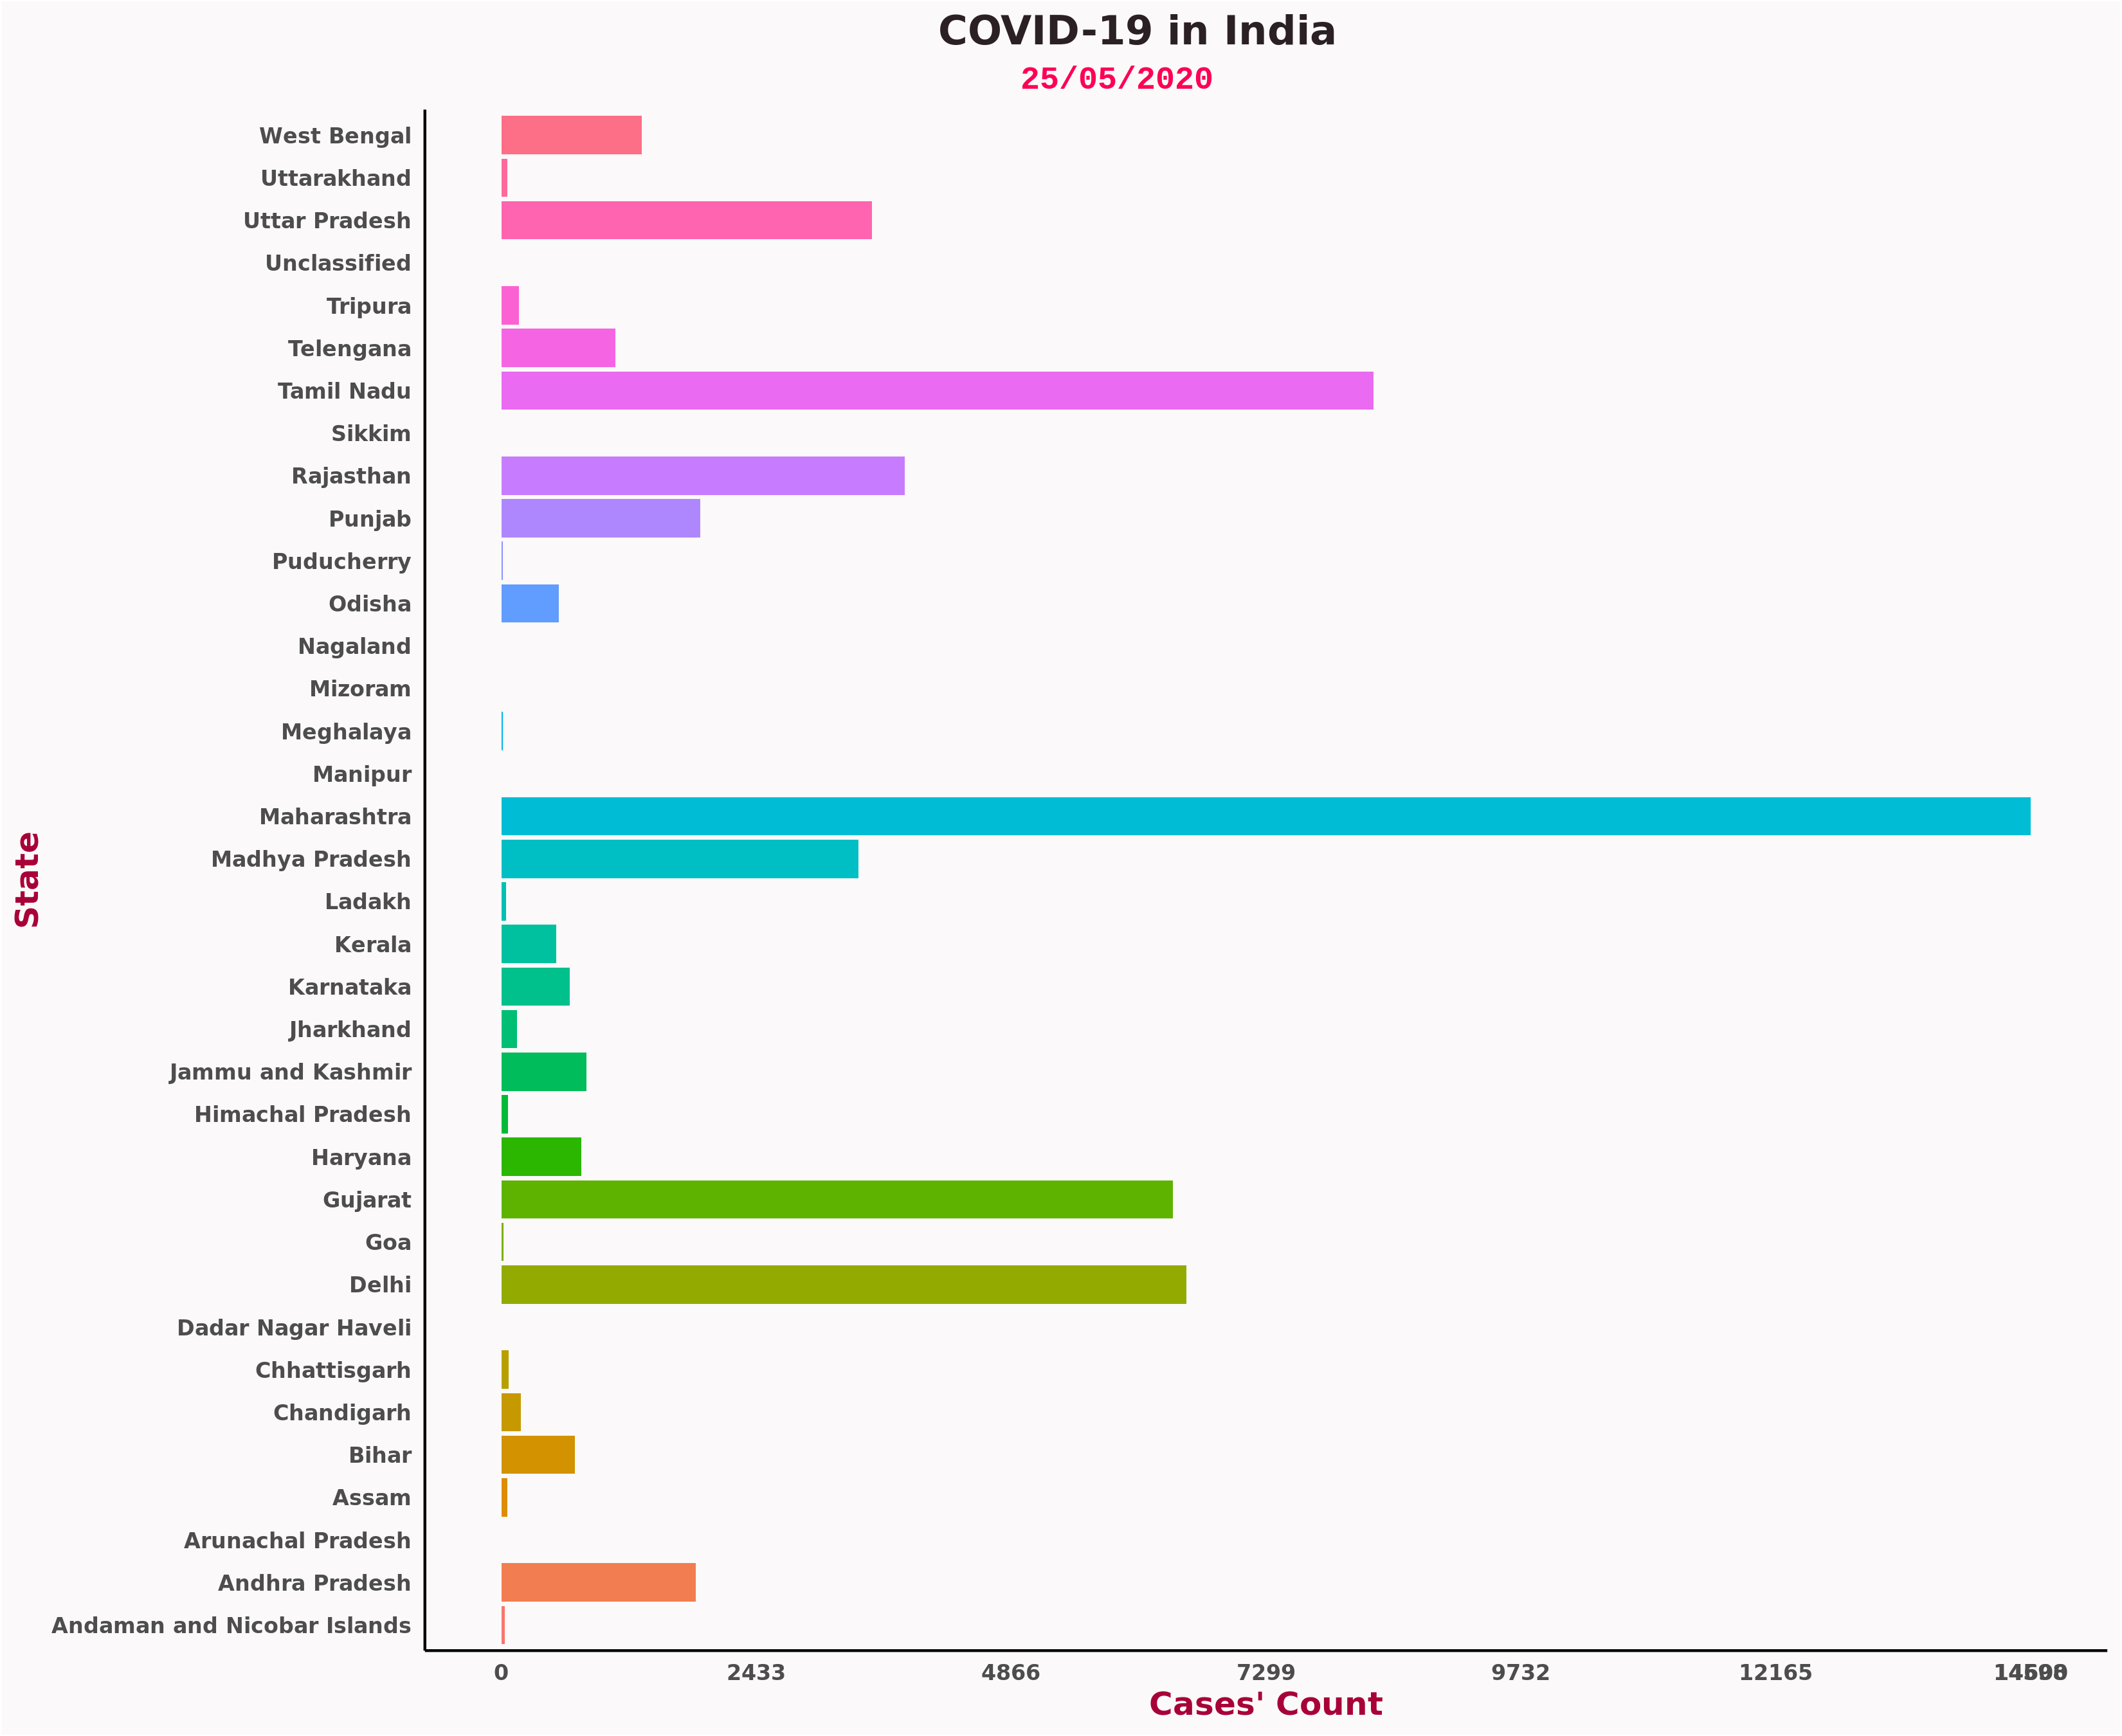 COVID-19 in India
25/05/2020
West Bengal
Uttarakhand
Uttar Pradesh
Unclassified
Tripura
Telengana
Tamil Nadu
Sikkim
Rajasthan
Punjab
Puducherry
Odisha
Nagaland
Mizoram
Meghalaya
Manipur
Maharashtra
Madhya Pradesh
Ladakh
Kerala
Karnataka
Jharkhand
Jammu and Kashmir
Himachal Pradesh
Haryana
Gujarat
Goa
Delhi
Dadar Nagar Haveli
Chhattisgarh
Chandigarh
Bihar
Assam
Arunachal Pradesh
Andhra Pradesh
Andaman and Nicobar Islands
State
0 2433 4866 7299 9732 12165
Cases' Count